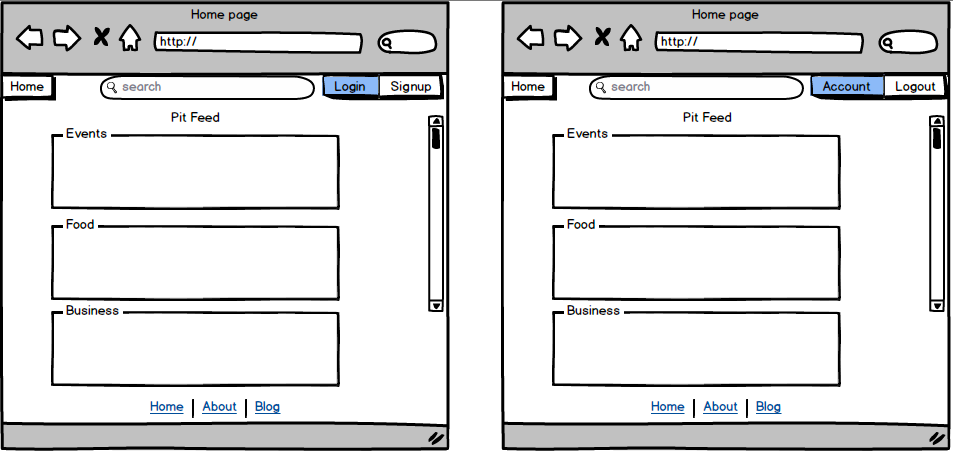 Home page
http://
Home search Login Signup
Pit Feed
Events
Food
Business
Home About Blog
Home page
http://
Home search Account Logout
Pit Feed
Events
Food
Business
Home About Blog